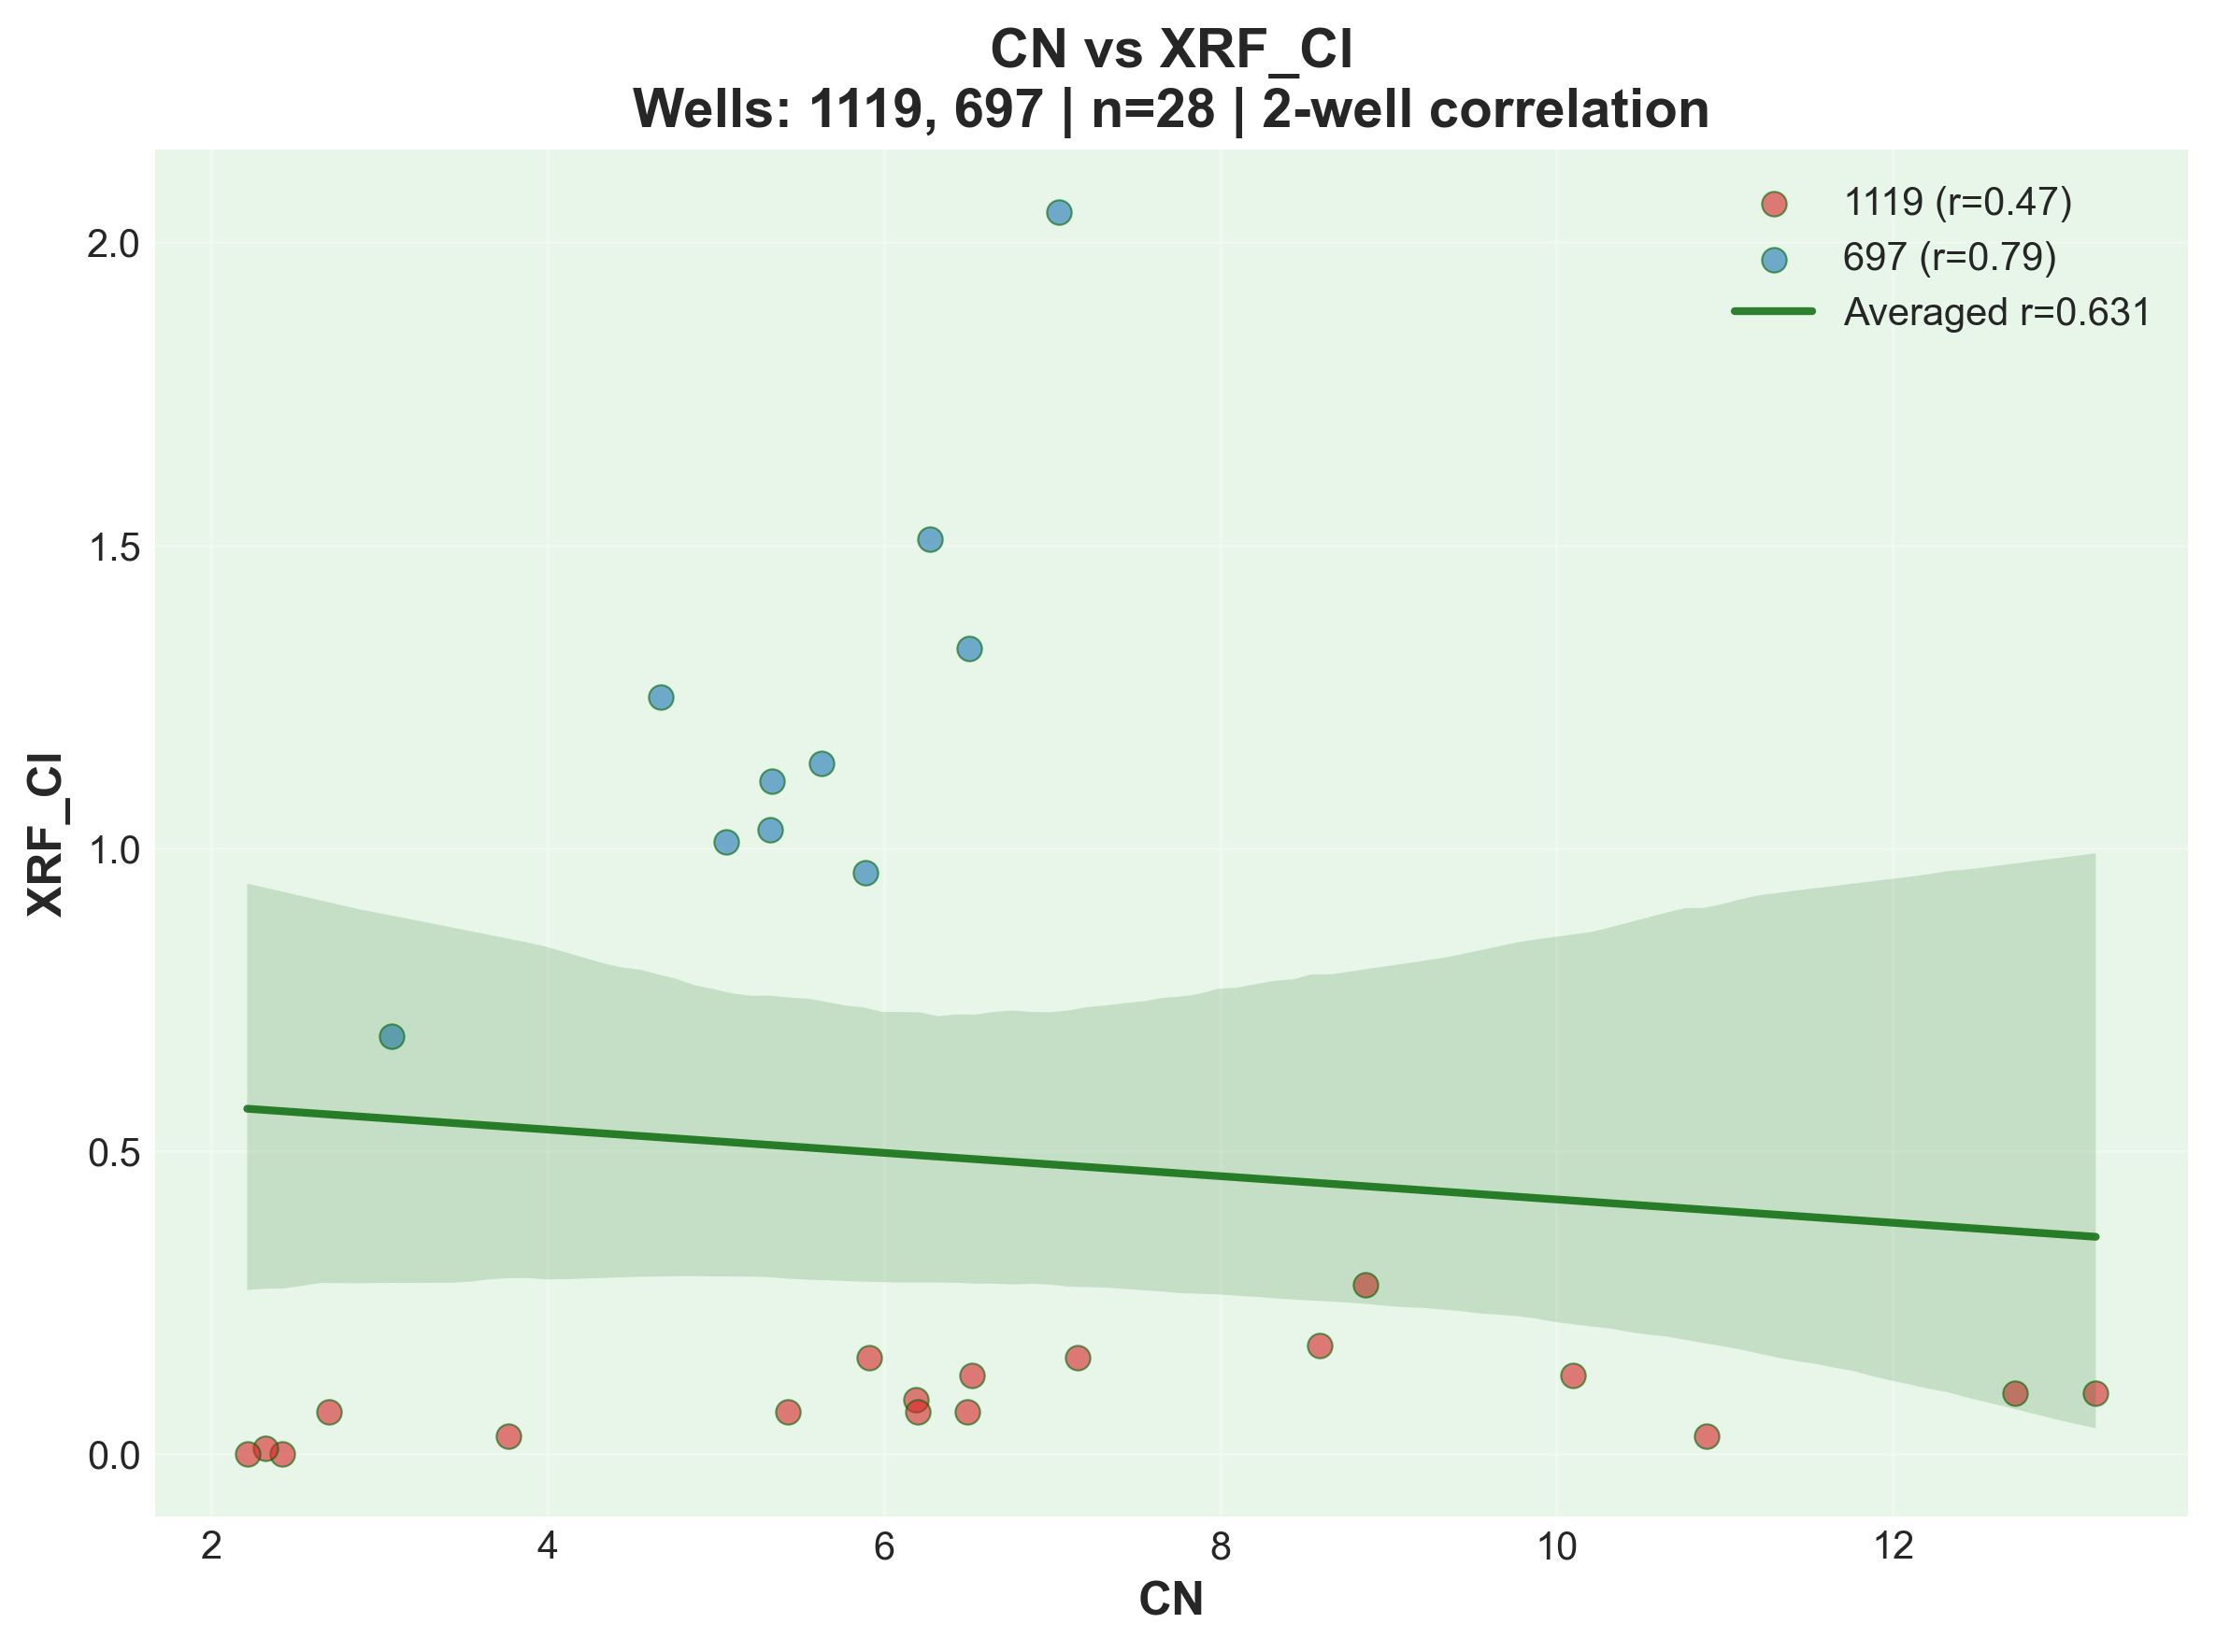 CN vs XRF_Cl
Wells: 1119, 697 | n=28 | 2-well correlation
1119 (r=0.47)
697 (r=0.79)
Averaged r=0.631
XRF_Cl
2.0
1.5
1.0
0.5
0.0
2 4 6 8 10 12
CN